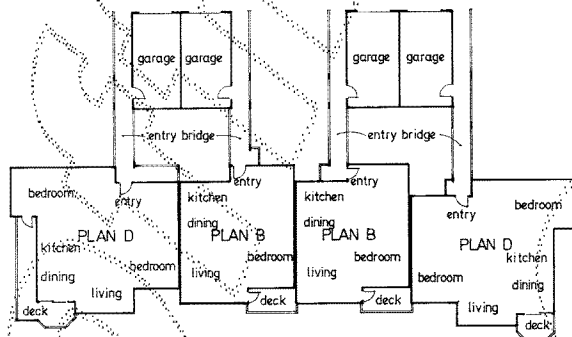 garage garage garage garage
entry bridge entry bridge
bedroom
entry
kitchen
dining
PLAN D
bedroom
living
deck
entry
kitchen
dining
PLAN B
bedroom
living
deck
entry
kitchen
dining
PLAN B
bedroom
living
deck
entry
bedroom
PLAN D
kitchen
bedroom
dining
living
deck